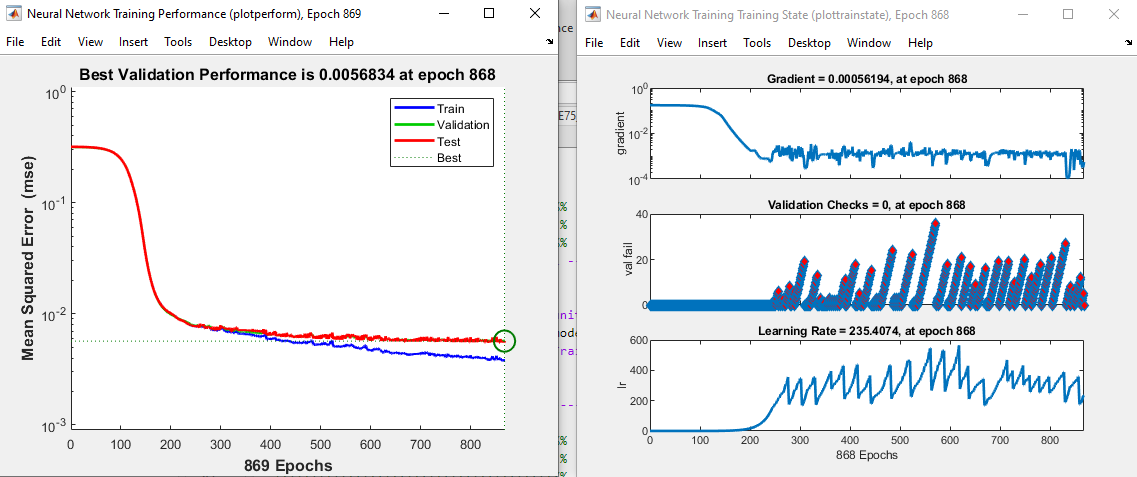 Neural Network Training Performance (plotperform), Epoch 869
File Edit View Insert Tools Desktop Window Help
Best Validation Performance is 0.0056834 at epoch 868
Mean Squared Error (mse)
10^0
10^-1
10^-2
10^-3
Train
Validation
Test
Best
0 100 200 300 400 500 600 700 800
869 Epochs
nce
E75
%
%
%
--
nit
mode
rai
--
%
%
%
Neural Network Training Training State (plottrainstate), Epoch 868
File Edit View Insert Tools Desktop Window Help
Gradient = 0.00056194, at epoch 868
gradient
10^0
10^-2
10^-4
Validation Checks = 0, at epoch 868
val fail
40
20
0
Learning Rate = 235.4074, at epoch 868
lr
600
400
200
0
0 100 200 300 400 500 600 700 800
868 Epochs